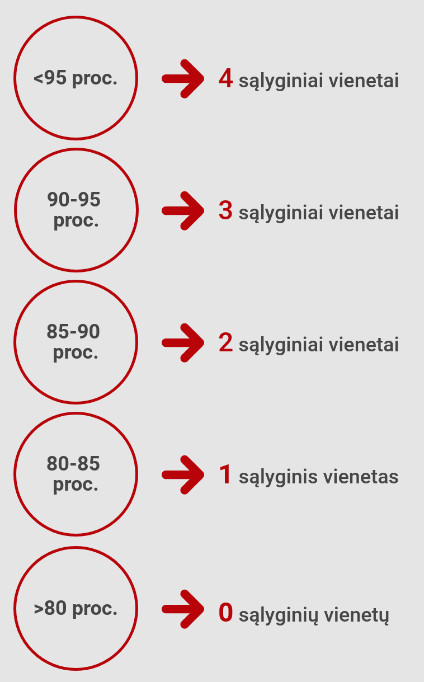 <95 proc.
4 sąlyginiai vienetai
90-95
proc.
3 sąlyginiai vienetai
85-90
proc.
2 sąlyginiai vienetai
80-85
proc.
1 sąlyginis vienetas
>80 proc.
0 sąlyginių vienetų